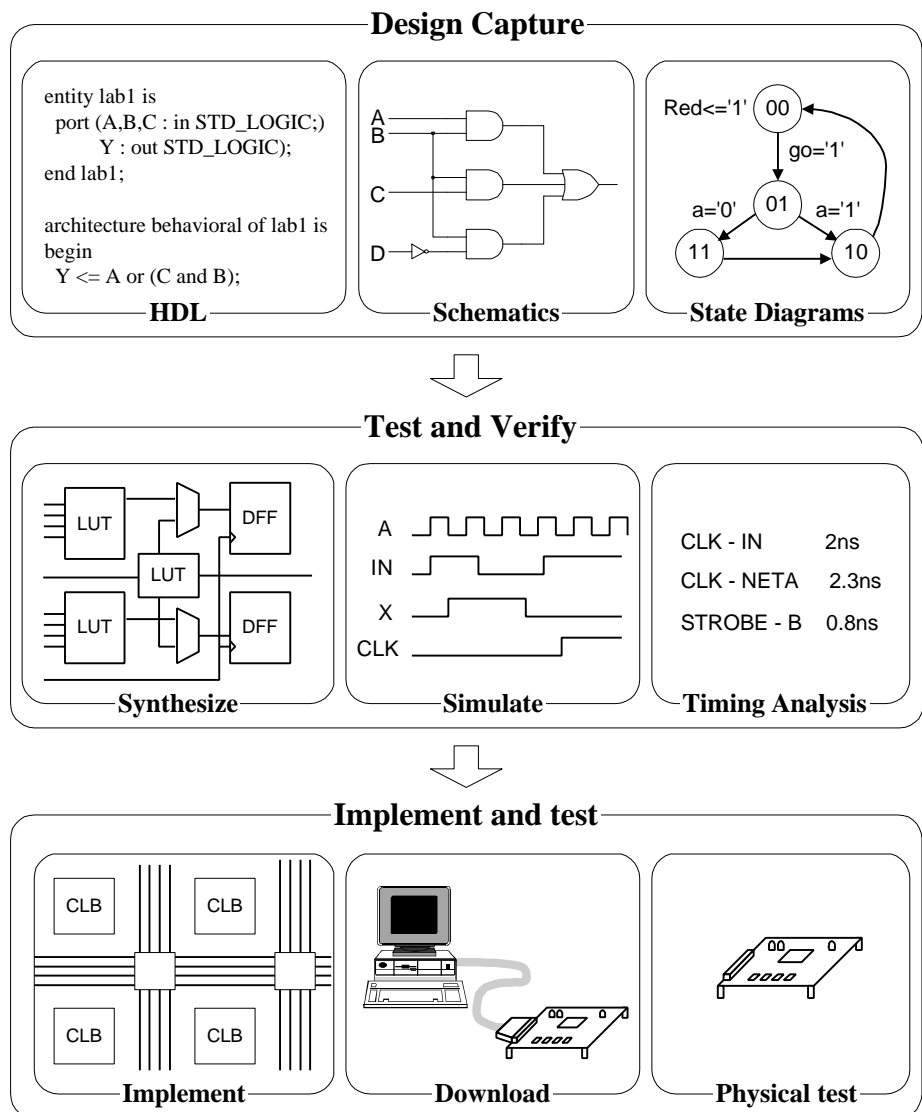 Design Capture
entity lab1 is
port (A,B,C : in STD_LOGIC;)
Y : out STD_LOGIC);
end lab1;
architecture behavioral of lab1 is
begin
Y <= A or (C and B);
HDL
A
B
C
D
Schematics
Red<='1'
00
go='1'
01
a='0'
a='1'
11
10
State Diagrams
Test and Verify
LUT
DFF
LUT
LUT
DFF
Synthesize
A
IN
X
CLK
Simulate
CLK - IN 2ns
CLK - NETA 2.3ns
STROBE - B 0.8ns
Timing Analysis
Implement and test
CLB
CLB
CLB
CLB
Implement
Download
Physical test